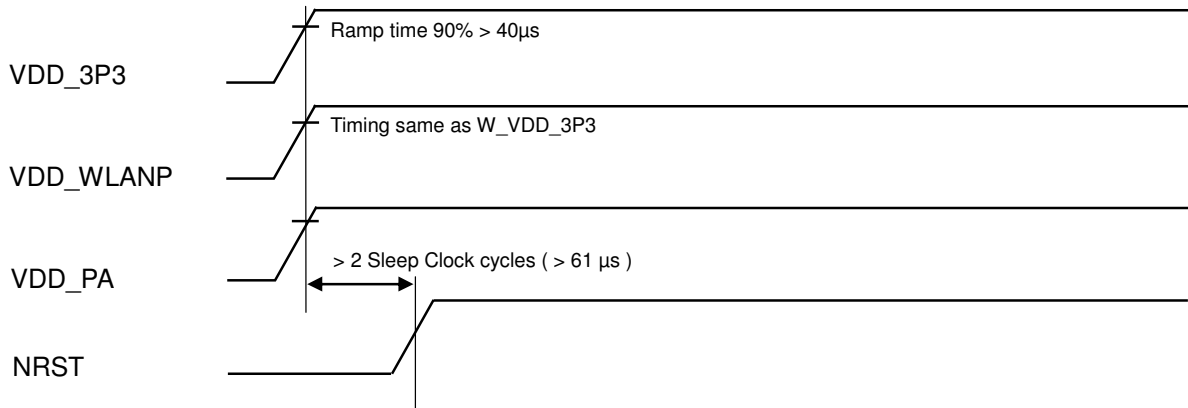 Ramp time 90% > 40µs
VDD_3P3
Timing same as W_VDD_3P3
VDD_WLANP
> 2 Sleep Clock cycles ( > 61 µs )
VDD_PA
NRST